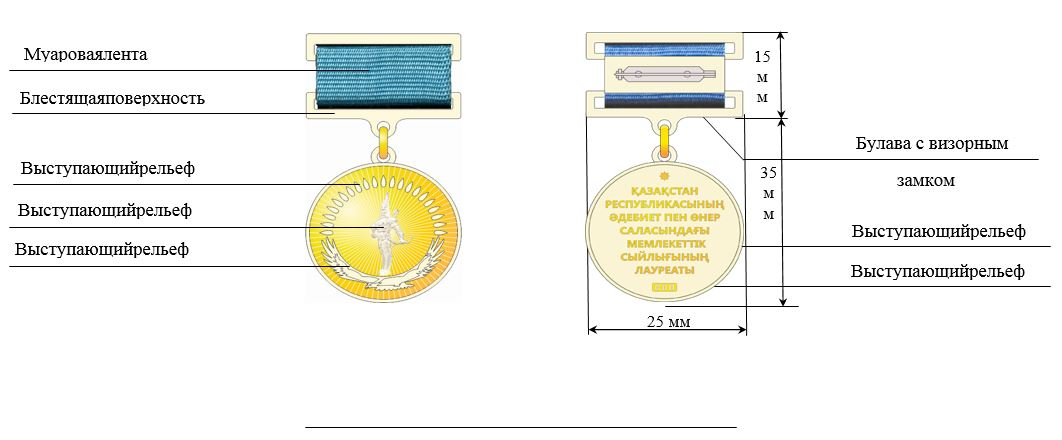 Муароваялента
Блестящаяповерхность
Выступающийрельеф
Выступающийрельеф
Выступающийрельеф
15
м
м
35
м
м
25 мм
ҚАЗАҚСТАН
РЕСПУБЛИКАСЫНЫҢ
ӘДЕБИЕТ ПЕН ӨНЕР
САЛАСЫНДАҒЫ
МЕМЛЕКЕТТІК
СЫЙЛЫҒЫНЫҢ
ЛАУРЕАТЫ
Булава с визорным
замком
Выступающийрельеф
Выступающийрельеф